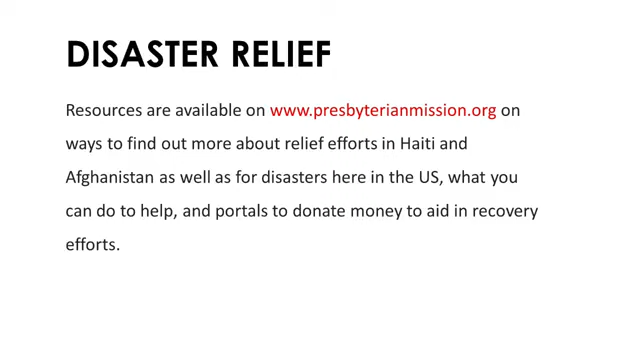 DISASTER RELIEF
Resources are available on www.presbyterianmission.org on
ways to find out more about relief efforts in Haiti and
Afghanistan as well as for disasters here in the US, what you
can do to help, and portals to donate money to aid in recovery
efforts.